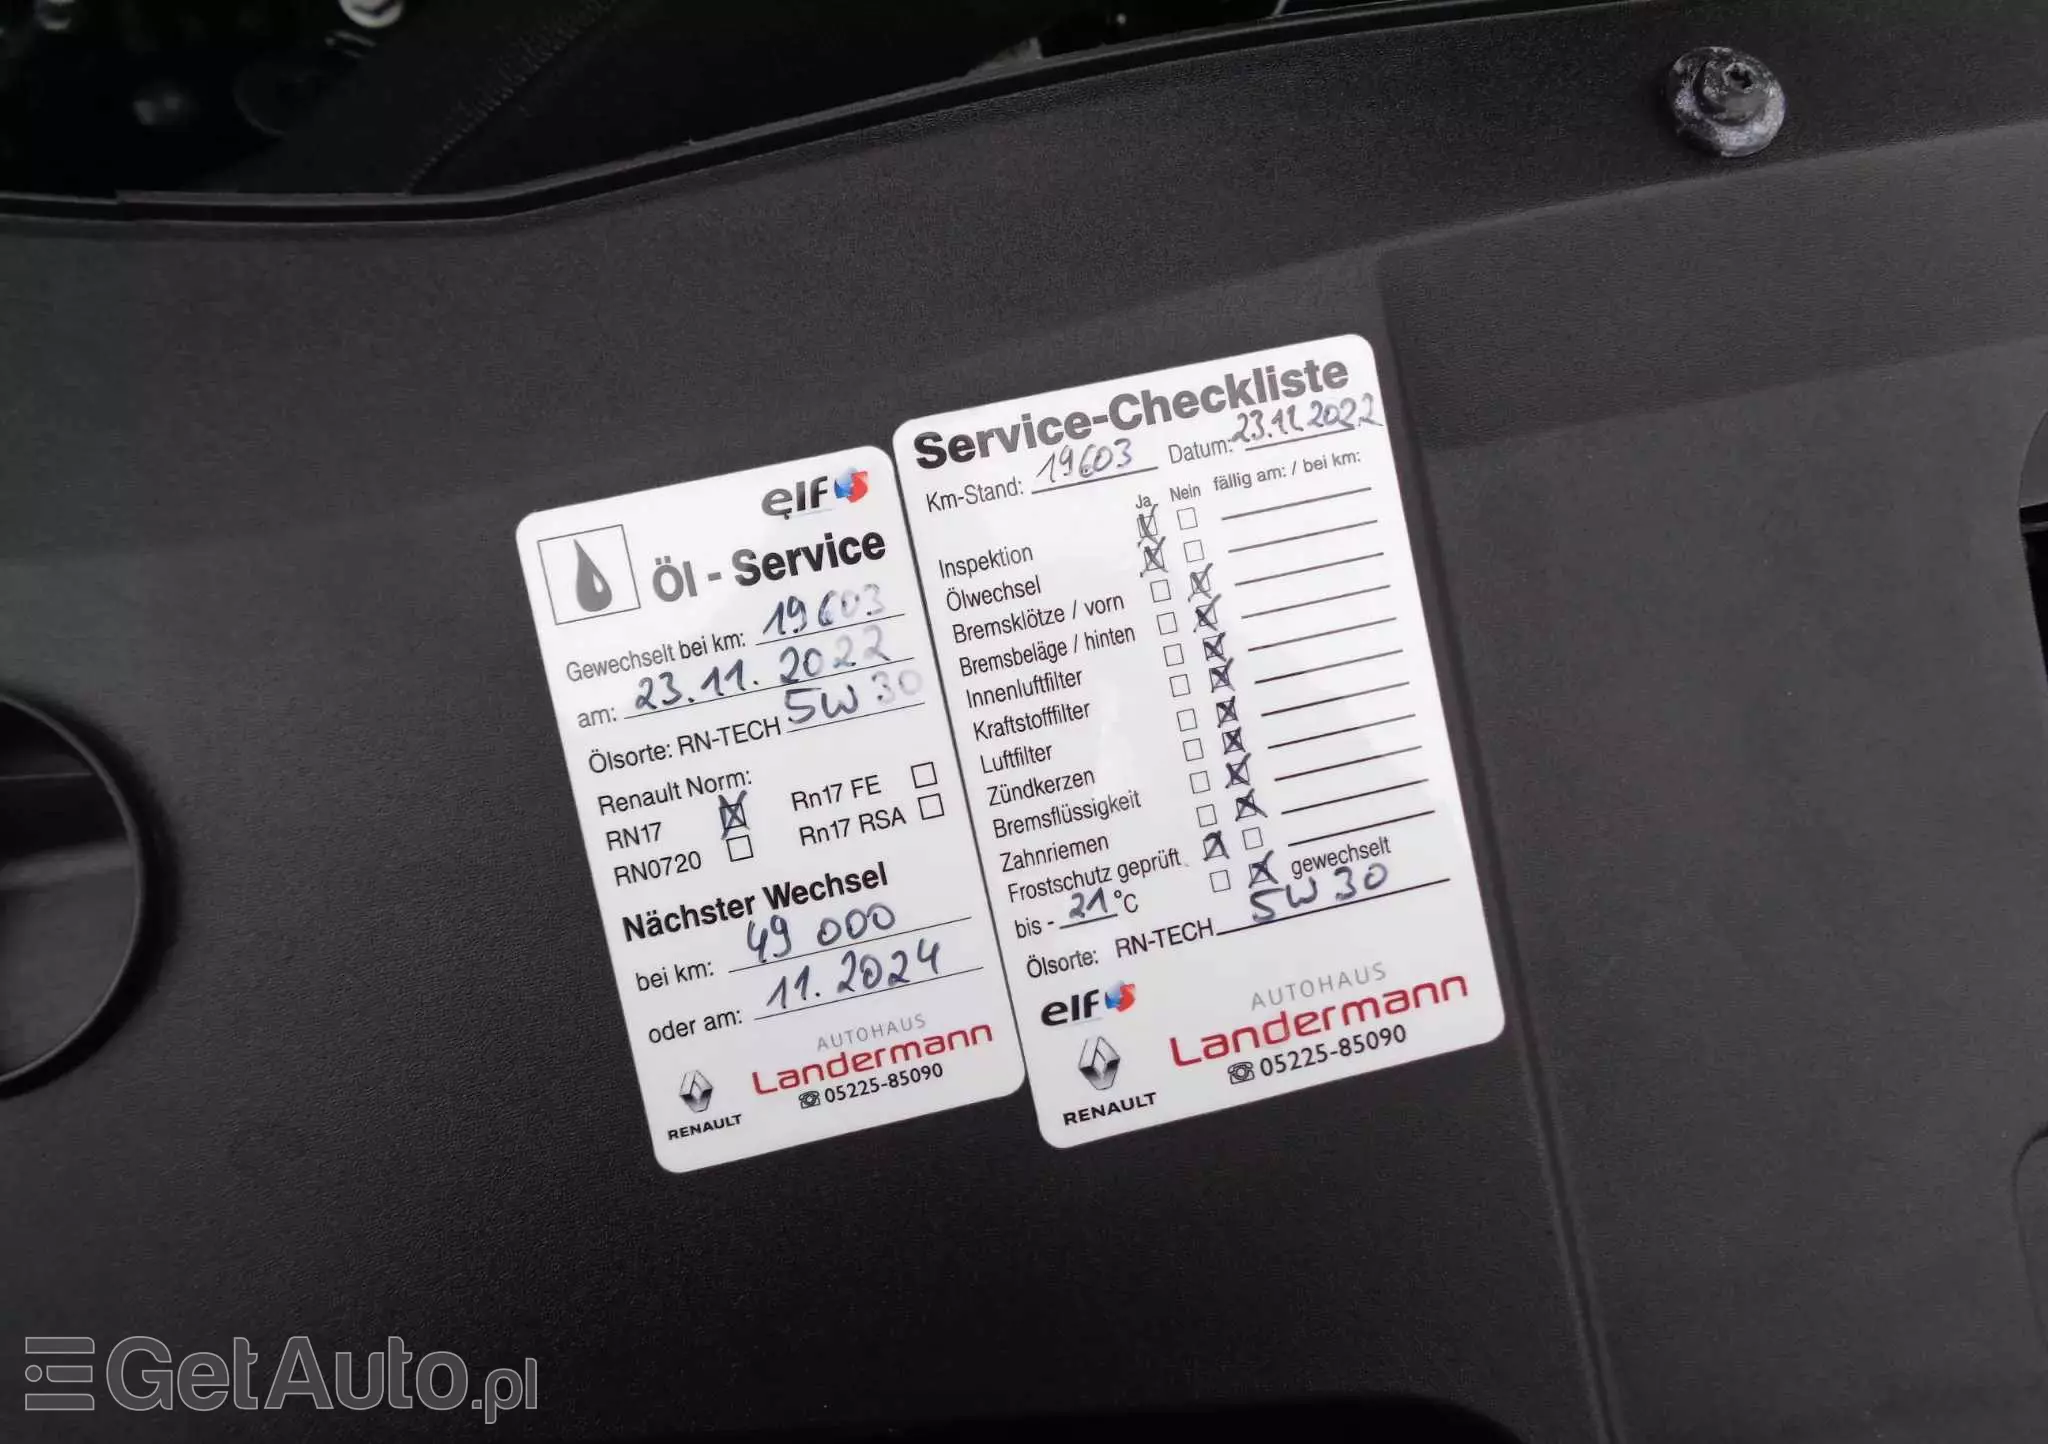 elf
Öl - Service
Gewechselt bei km: 19603
am: 23.11.2022
Ölsorte: RN-TECH 5W30
Renault Norm:
RN17 Rn17 FE
RN0720 Rn17 RSA
Nächster Wechsel
bei km: 49 000
oder am: 11.2024
AUTOHAUS
Landermann
05225-85090
RENAULT
Service-Checkliste
Km-Stand: 19603 Datum: 23.11.2022
Ja Nein fällig am: / bei km:
Inspektion
Ölwechsel
Bremsklötze / vorn
Bremsbeläge / hinten
Innenluftfilter
Kraftstofffilter
Luftfilter
Zündkerzen
Bremsflüssigkeit
Zahnriemen
Frostschutz geprüft
bis - 21 °C gewechselt
Ölsorte: RN-TECH 5W30
elf
AUTOHAUS
Landermann
05225-85090
RENAULT
GetAuto.pl